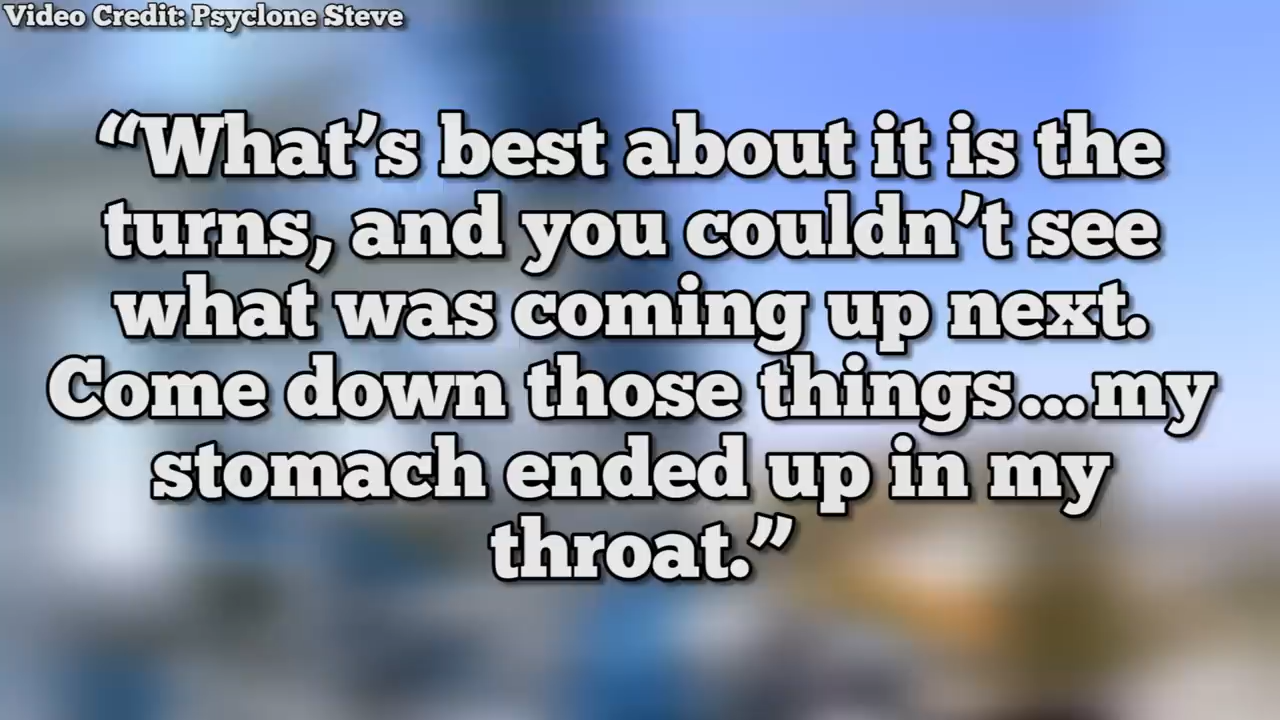 Video Credit: Psyclone Steve
“What’s best about it is the
turns, and you couldn’t see
what was coming up next.
Come down those things...my
stomach ended up in my
throat.”